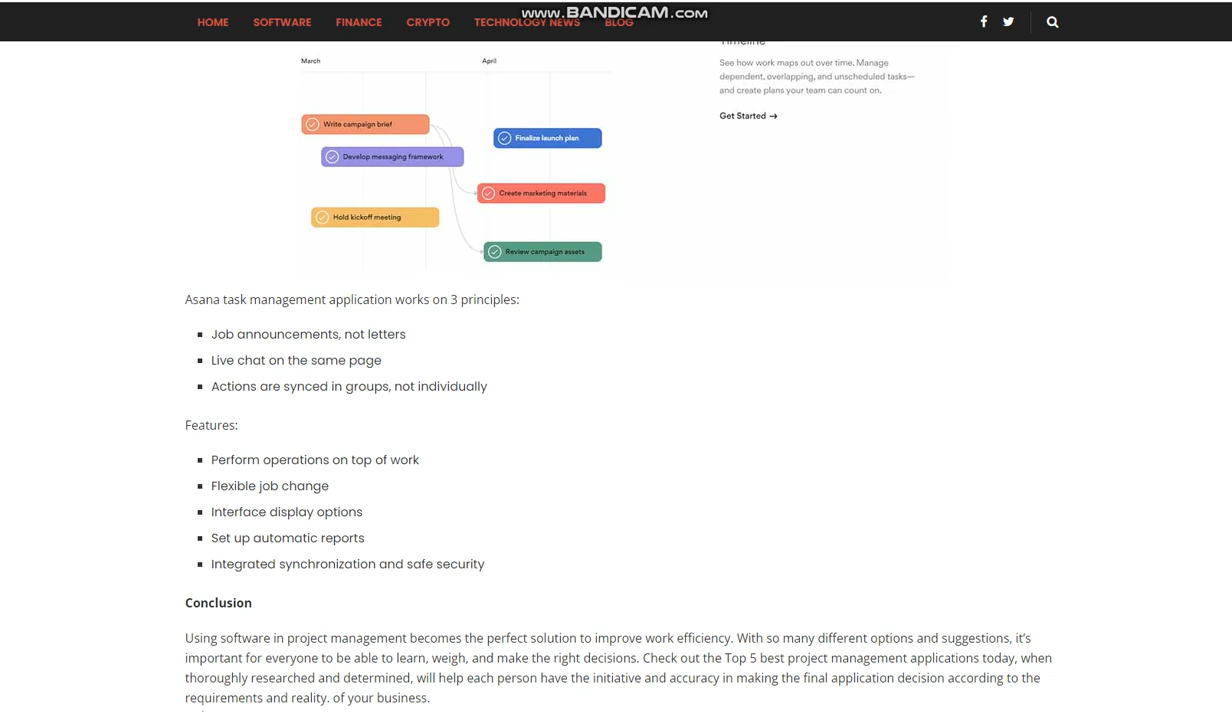 www.BANDICAM.com
HOME SOFTWARE FINANCE CRYPTO TECHNOLOGY NEWS BLOG
Timeline
March April
See how work maps out over time. Manage
dependent, overlapping, and unscheduled tasks—
and create plans your team can count on.
Get Started →
Write campaign brief
Finalize launch plan
Develop messaging framework
Create marketing materials
Hold kickoff meeting
Review campaign assets
Asana task management application works on 3 principles:
Job announcements, not letters
Live chat on the same page
Actions are synced in groups, not individually
Features:
Perform operations on top of work
Flexible job change
Interface display options
Set up automatic reports
Integrated synchronization and safe security
Conclusion
Using software in project management becomes the perfect solution to improve work efficiency. With so many different options and suggestions, it’s
important for everyone to be able to learn, weigh, and make the right decisions. Check out the Top 5 best project management applications today, when
thoroughly researched and determined, will help each person have the initiative and accuracy in making the final application decision according to the
requirements and reality. of your business.